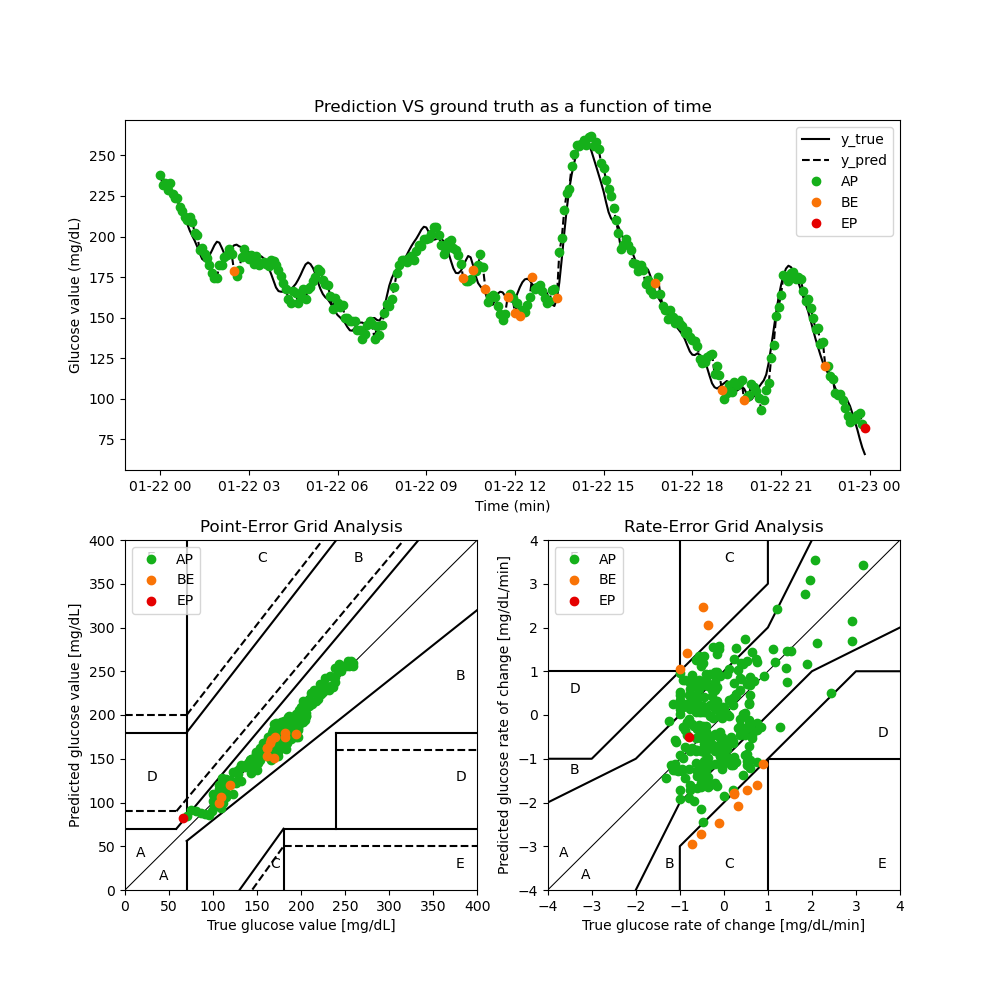 Prediction VS ground truth as a function of time
Glucose value (mg/dL)
250
225
200
175
150
125
100
75
y_true
y_pred
AP
BE
EP
01-22 00 01-22 03 01-22 06 01-22 09 01-22 12 01-22 15 01-22 18 01-22 21 01-23 00
Time (min)
Point-Error Grid Analysis
Predicted glucose value [mg/dL]
400
350
300
250
200
150
100
50
0
AP
BE
EP
C
B
B
D
D
A
A
C
E
0 50 100 150 200 250 300 350 400
True glucose value [mg/dL]
Rate-Error Grid Analysis
Predicted glucose rate of change [mg/dL/min]
4
3
2
1
0
−1
−2
−3
−4
AP
BE
EP
C
D
D
B
A
A
B
C
E
−4 −3 −2 −1 0 1 2 3 4
True glucose rate of change [mg/dL/min]